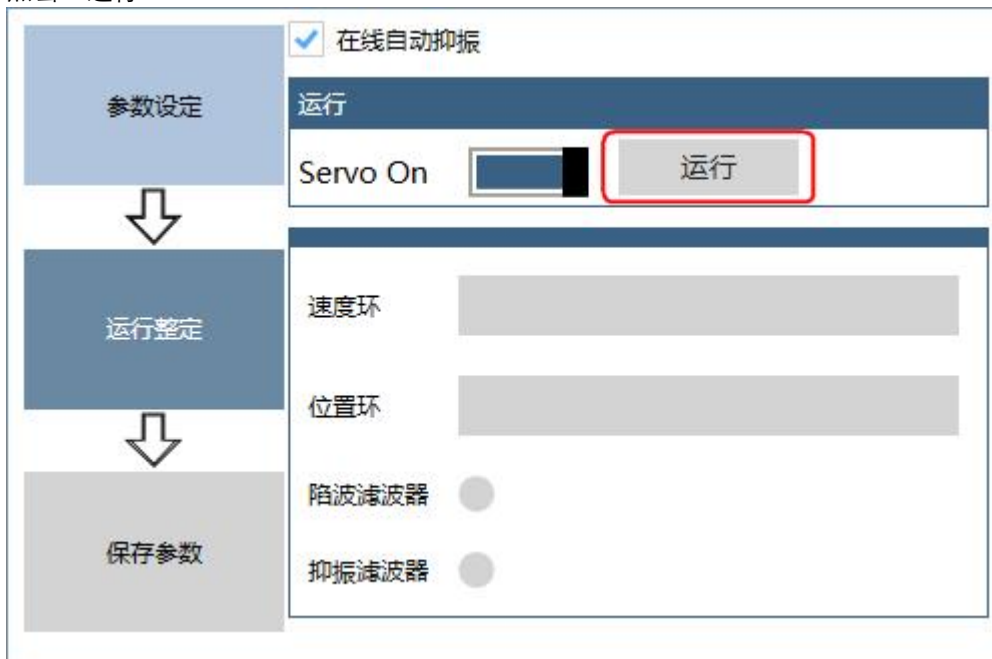 在线自动抑振
参数设定
运行
Servo On
运行
运行整定
速度环
位置环
陷波滤波器
保存参数
抑振滤波器